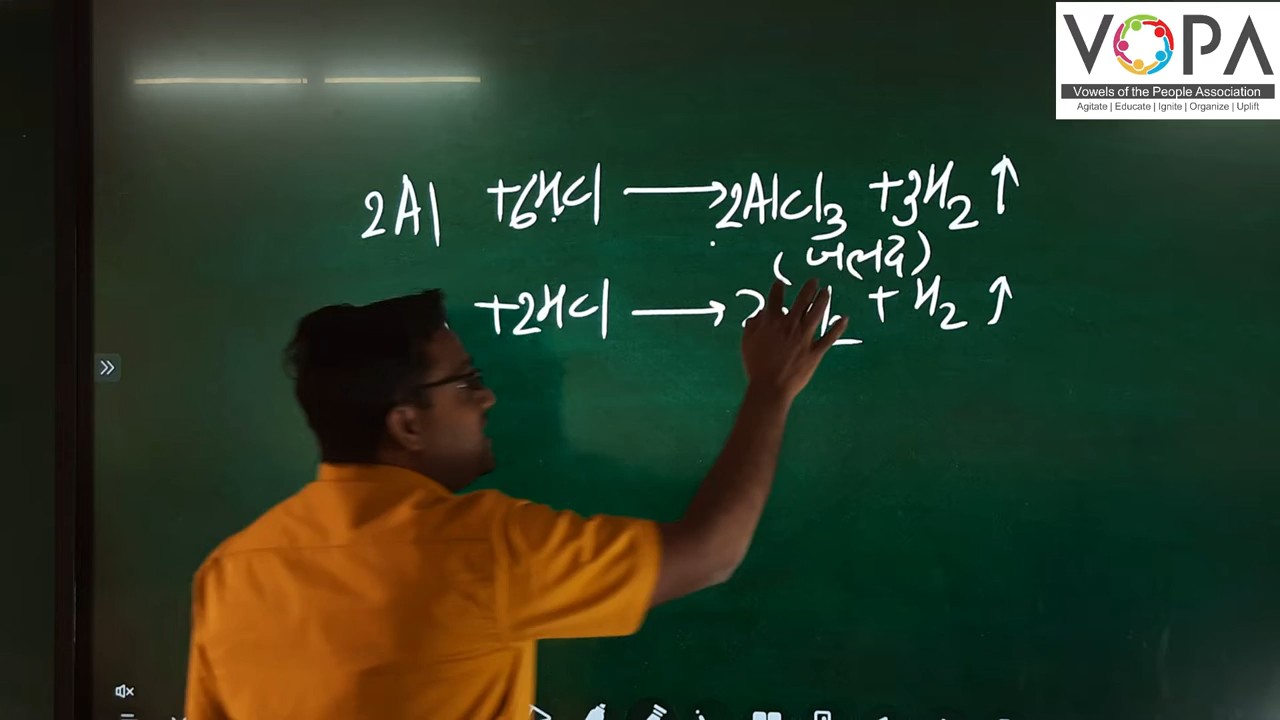 VOPA
Vowels of the People Association
Agitate | Educate | Ignite | Organize | Uplift
2Al +6HCl ⟶ 2AlCl₃ +3H₂ ↑
(जलद)
+2HCl ⟶ + H₂ ↑